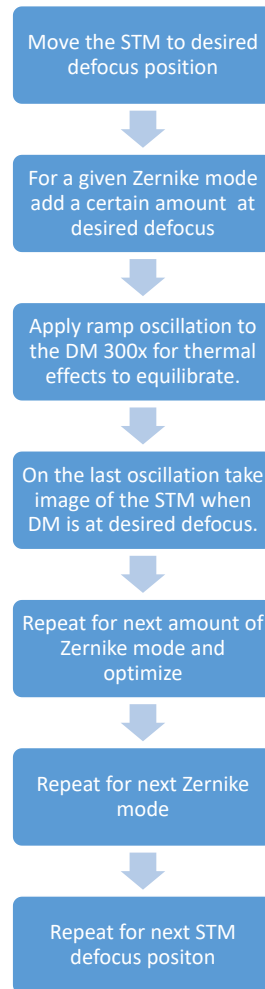 Move the STM to desired
defocus position
For a given Zernike mode
add a certain amount at
desired defocus
Apply ramp oscillation to
the DM 300x for thermal
effects to equilibrate.
On the last oscillation take
image of the STM when
DM is at desired defocus.
Repeat for next amount of
Zernike mode and
optimize
Repeat for next Zernike
mode
Repeat for next STM
defocus positon